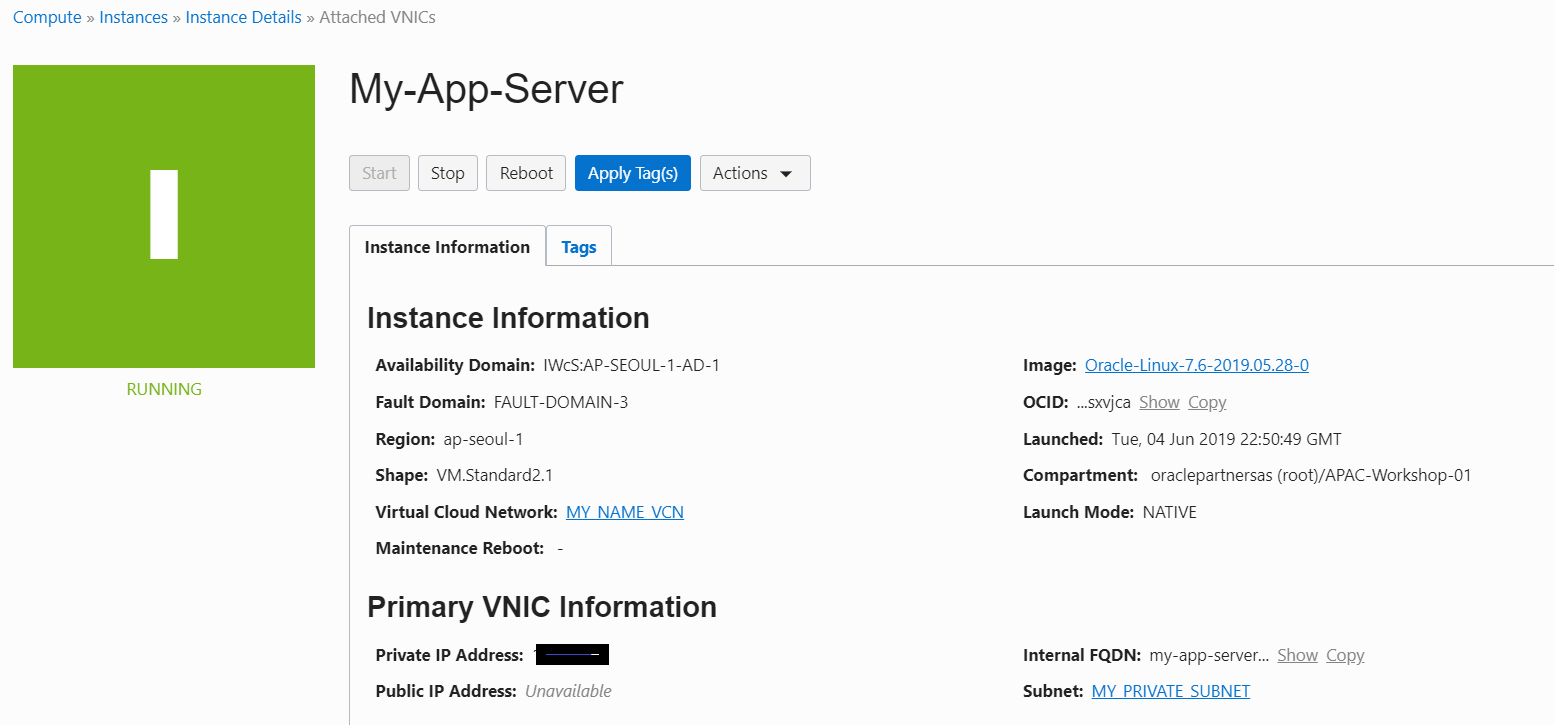 Compute » Instances » Instance Details » Attached VNICs
My-App-Server
Start Stop Reboot Apply Tag(s) Actions
RUNNING
Instance Information Tags
Instance Information
Availability Domain: IWcS:AP-SEOUL-1-AD-1
Fault Domain: FAULT-DOMAIN-3
Region: ap-seoul-1
Shape: VM.Standard2.1
Virtual Cloud Network: MY_NAME_VCN
Maintenance Reboot: -
Image: Oracle-Linux-7.6-2019.05.28-0
OCID: ...sxvjca Show Copy
Launched: Tue, 04 Jun 2019 22:50:49 GMT
Compartment: oraclepartnersas (root)/APAC-Workshop-01
Launch Mode: NATIVE
Primary VNIC Information
Private IP Address:
Public IP Address: Unavailable
Internal FQDN: my-app-server... Show Copy
Subnet: MY_PRIVATE_SUBNET